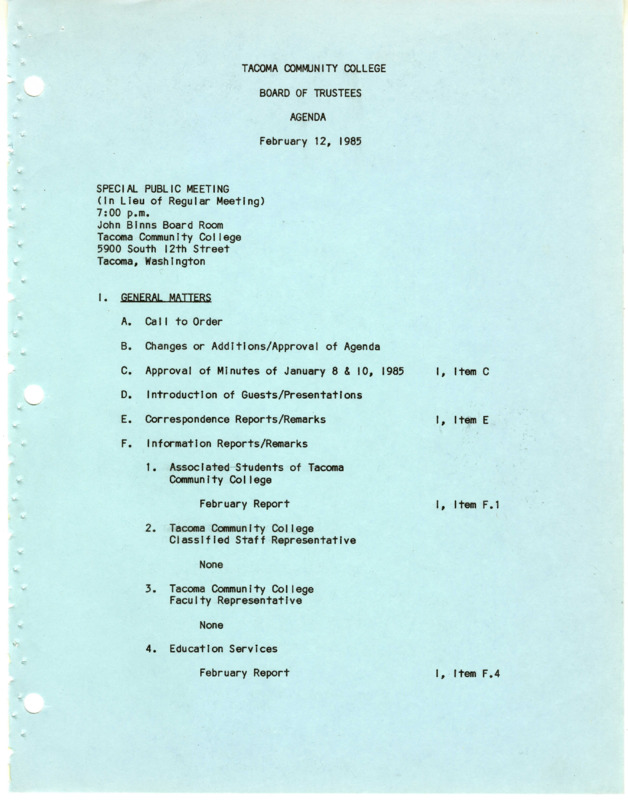 TACOMA COMMUNITY COLLEGE
BOARD OF TRUSTEES
AGENDA
February 12, 1985
SPECIAL PUBLIC MEETING
(In Lieu of Regular Meeting)
7:00 p.m.
John Binns Board Room
Tacoma Community College
5900 South 12th Street
Tacoma, Washington
I. GENERAL MATTERS
A. Call to Order
B. Changes or Additions/Approval of Agenda
C. Approval of Minutes of January 8 & 10, 1985 I, Item C
D. Introduction of Guests/Presentations
E. Correspondence Reports/Remarks I, Item E
F. Information Reports/Remarks
1. Associated Students of Tacoma
Community College
February Report I, Item F.1
2. Tacoma Community College
Classified Staff Representative
None
3. Tacoma Community College
Faculty Representative
None
4. Education Services
February Report I, Item F.4